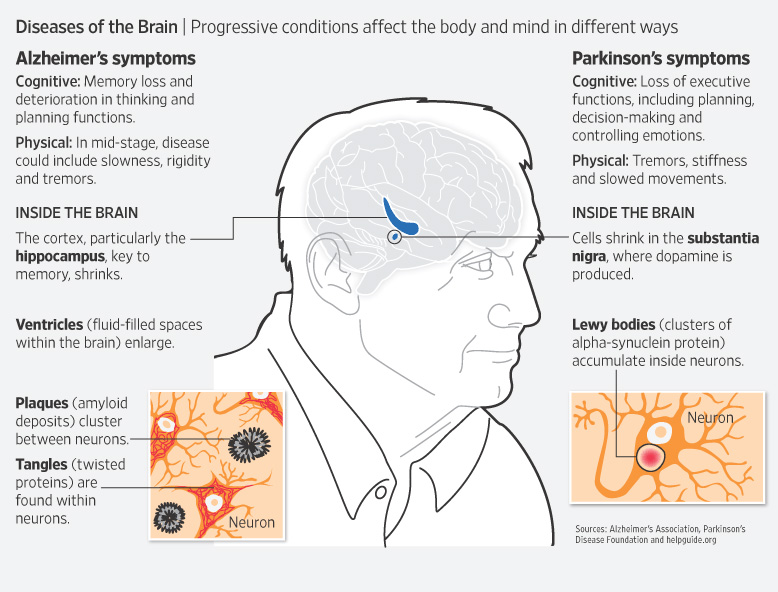 Diseases of the Brain | Progressive conditions affect the body and mind in different ways
Alzheimer's symptoms
Cognitive: Memory loss and
deterioration in thinking and
planning functions.
Physical: In mid-stage, disease
could include slowness, rigidity
and tremors.
INSIDE THE BRAIN
The cortex, particularly the
hippocampus, key to
memory, shrinks.
Ventricles (fluid-filled spaces
within the brain) enlarge.
Plaques (amyloid
deposits) cluster
between neurons.
Tangles (twisted
proteins) are
found within
neurons.
Neuron
Parkinson's symptoms
Cognitive: Loss of executive
functions, including planning,
decision-making and
controlling emotions.
Physical: Tremors, stiffness
and slowed movements.
INSIDE THE BRAIN
Cells shrink in the substantia
nigra, where dopamine is
produced.
Lewy bodies (clusters of
alpha-synuclein protein)
accumulate inside neurons.
Neuron
Sources: Alzheimer's Association, Parkinson's
Disease Foundation and helpguide.org